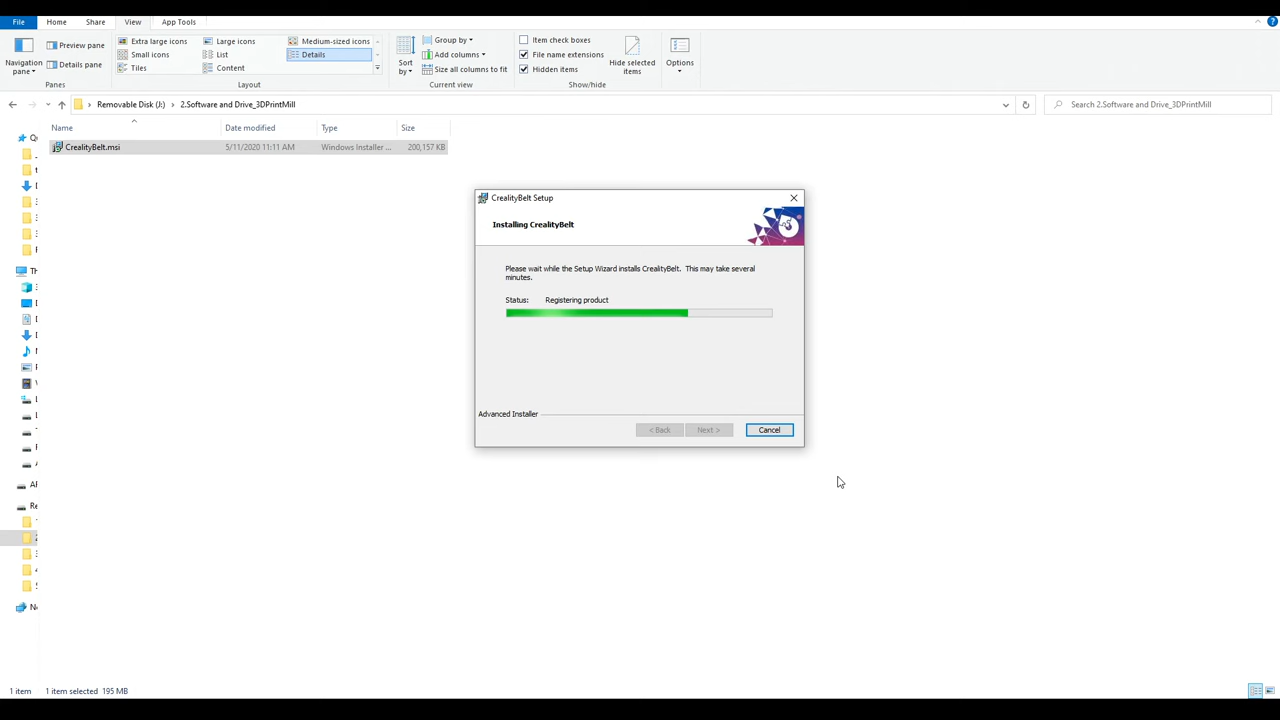 File Home Share View App Tools
Extra large icons Large icons Medium-sized icons
Small icons List Details
Tiles Content
Navigation pane
Preview pane
Details pane
Sort by
Group by
Add columns
Size all columns to fit
Item check boxes
File name extensions
Hidden items
Hide selected items
Options
Panes Layout Current view Show/hide
Removable Disk (J:) 2.Software and Drive_3DPrintMill
Search 2.Software and Drive_3DPrintMill
Name Date modified Type Size
CrealityBelt.msi 5/11/2020 11:11 AM Windows Installer ... 200,157 KB
CrealityBelt Setup
Installing CrealityBelt
Please wait while the Setup Wizard installs CrealityBelt. This may take several
minutes.
Status: Registering product
Advanced Installer
< Back Next > Cancel
1 item 1 item selected 195 MB